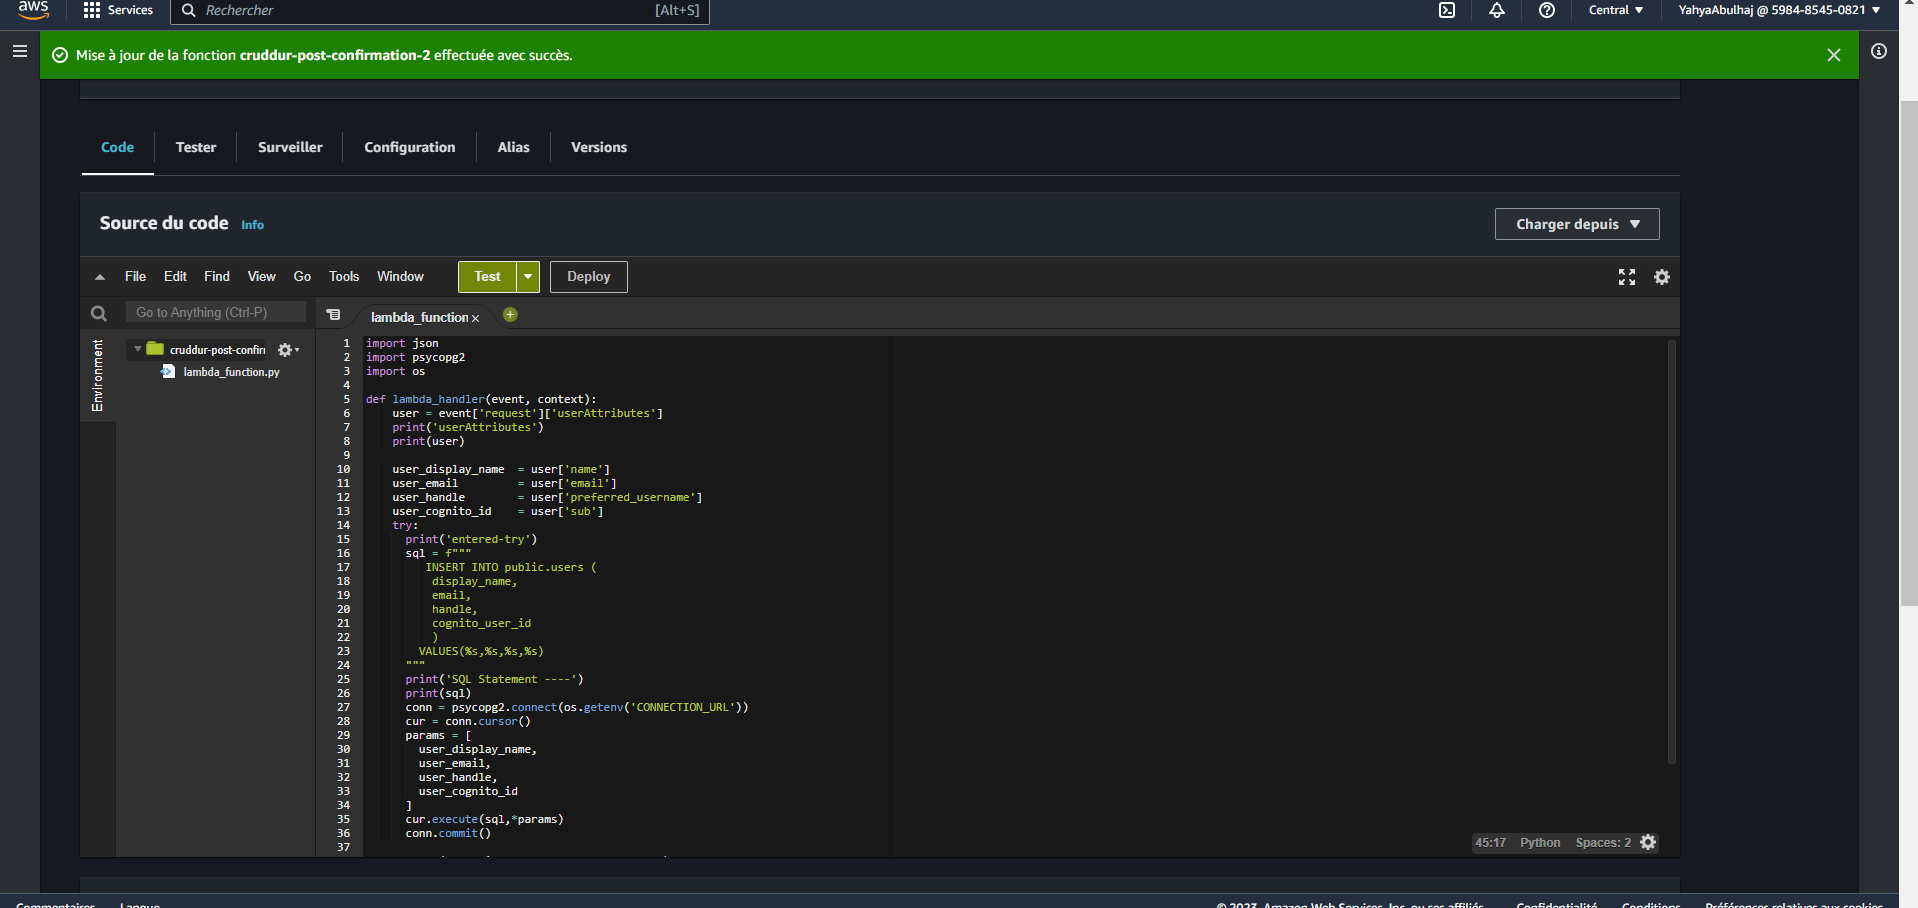 aws Services Rechercher [Alt+S] Central YahyaAbulhaj @ 5984-8545-0821
Mise à jour de la fonction cruddur-post-confirmation-2 effectuée avec succès.
Code Tester Surveiller Configuration Alias Versions
Source du code Info Charger depuis
File Edit Find View Go Tools Window Test Deploy
Go to Anything (Ctrl-P) lambda_function
Environment
cruddur-post-confir
lambda_function.py
1 import json
2 import psycopg2
3 import os
4
5 def lambda_handler(event, context):
6 user = event['request']['userAttributes']
7 print('userAttributes')
8 print(user)
9
10 user_display_name = user['name']
11 user_email = user['email']
12 user_handle = user['preferred_username']
13 user_cognito_id = user['sub']
14 try:
15 print('entered-try')
16 sql = f"""
17 INSERT INTO public.users (
18 display_name,
19 email,
20 handle,
21 cognito_user_id
22 )
23 VALUES(%s,%s,%s,%s)
24 """
25 print('SQL Statement ----')
26 print(sql)
27 conn = psycopg2.connect(os.getenv('CONNECTION_URL'))
28 cur = conn.cursor()
29 params = [
30 user_display_name,
31 user_email,
32 user_handle,
33 user_cognito_id
34 ]
35 cur.execute(sql,*params)
36 conn.commit()
37
45:17 Python Spaces: 2
Commentaires Langue © 2023, Amazon Web Services, Inc. ou ses affiliés. Confidentialité Conditions Préférences relatives aux cookies